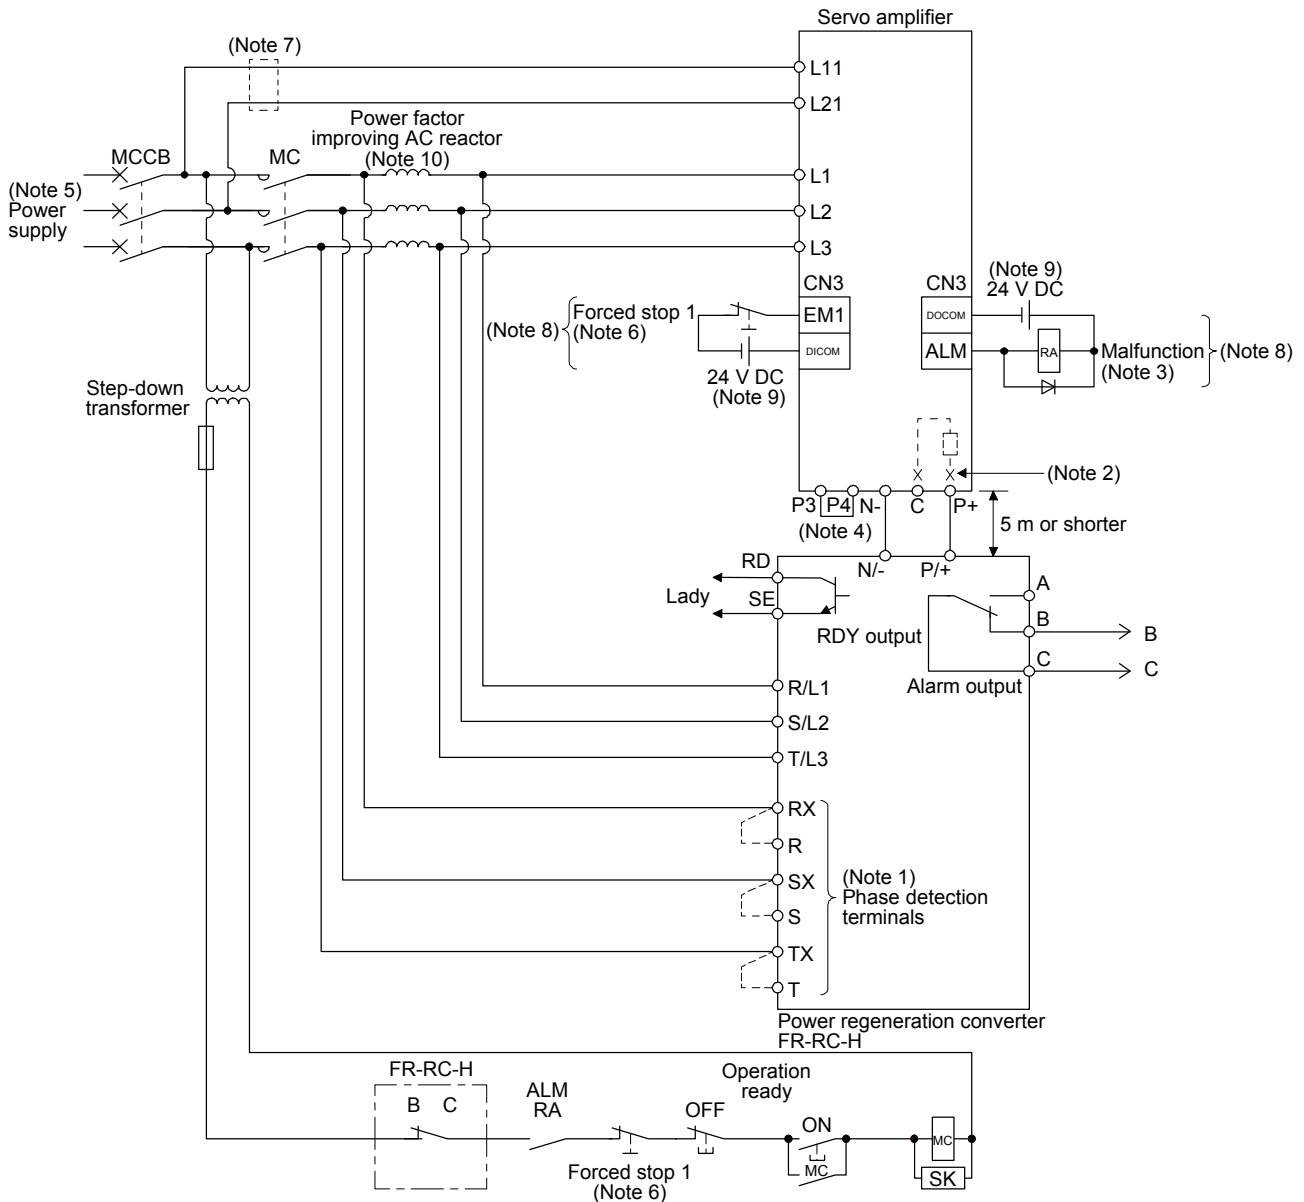 Servo amplifier
(Note 7)
L11
L21
Power factor
improving AC reactor
(Note 10)
MCCB
MC
(Note 5)
Power
supply
L1
L2
L3
CN3
CN3
(Note 9)
24 V DC
(Note 8)
Forced stop 1
(Note 6)
EM1
DICOM
24 V DC
(Note 9)
DOCOM
ALM
RA
Malfunction
(Note 3)
(Note 8)
Step-down
transformer
(Note 2)
P3
P4
N-
C
P+
(Note 4)
5 m or shorter
N/-
P/+
RD
SE
Lady
RDY output
A
B
B
C
C
Alarm output
R/L1
S/L2
T/L3
RX
R
SX
S
TX
T
(Note 1)
Phase detection
terminals
Power regeneration converter
FR-RC-H
FR-RC-H
B C
ALM
RA
Forced stop 1
(Note 6)
OFF
Operation
ready
ON
MC
MC
SK